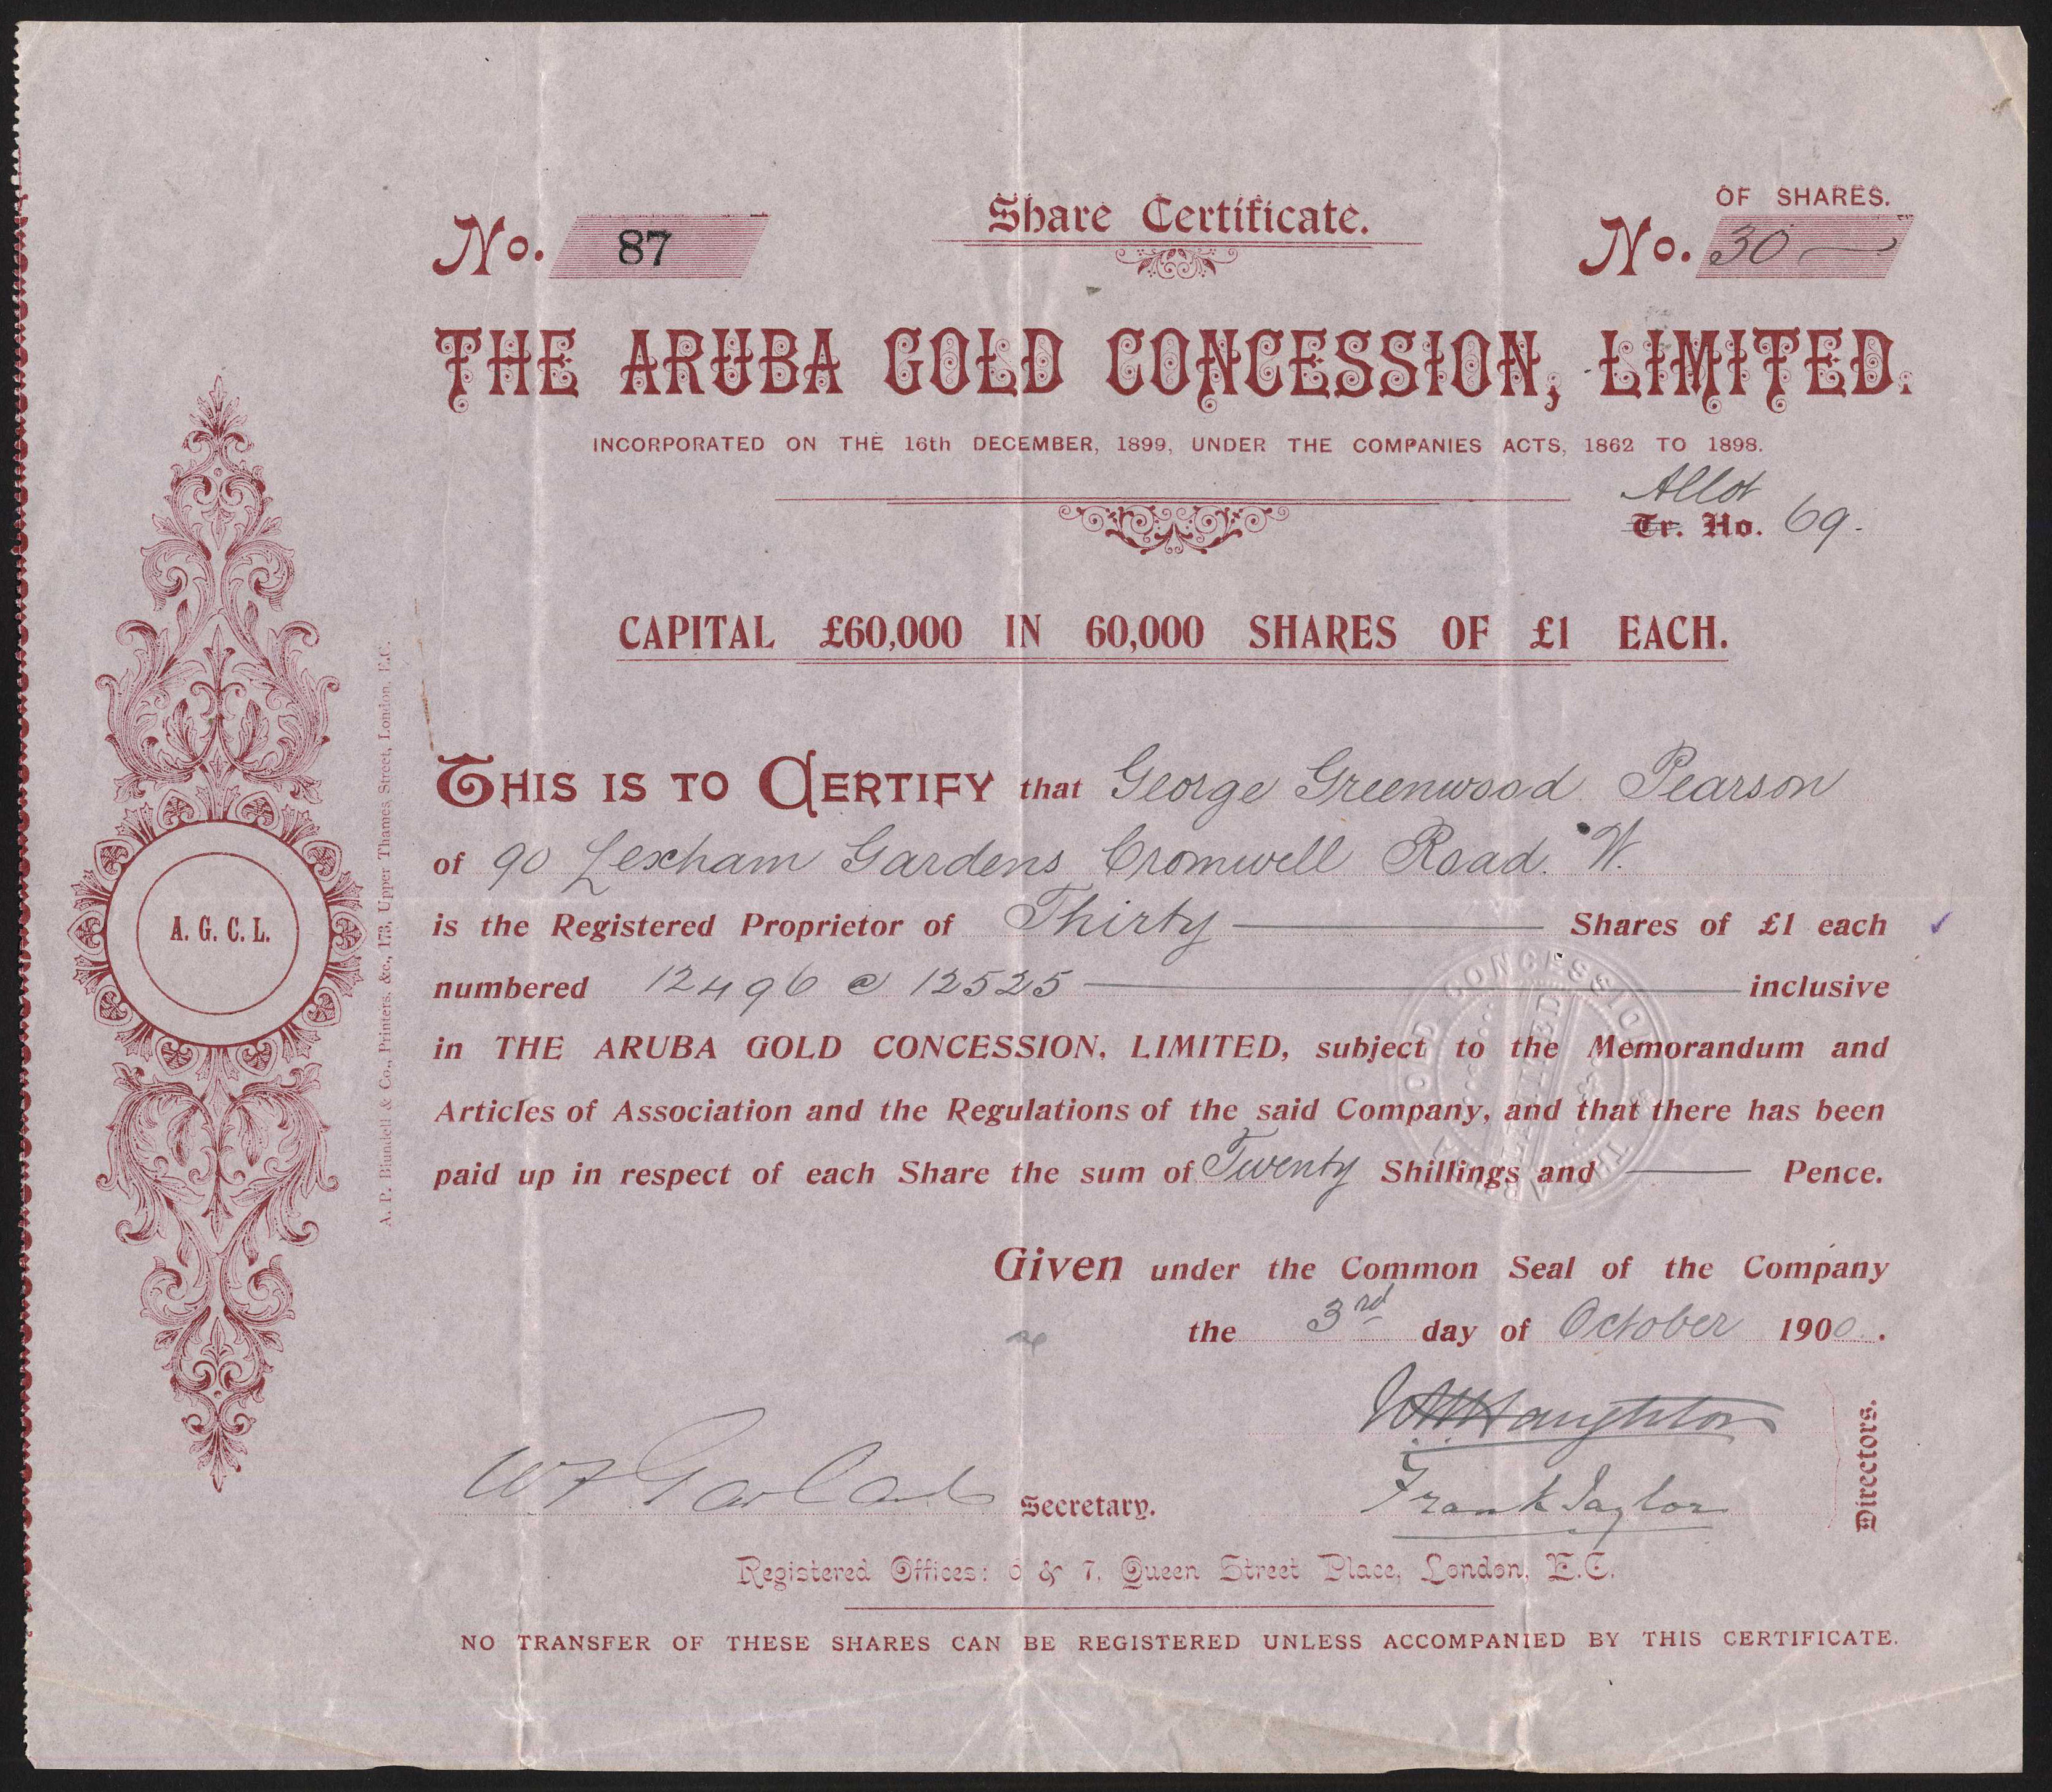 Share Certificate.
OF SHARES.
No. 87
No. 30
THE ARUBA GOLD CONCESSION, LIMITED.
INCORPORATED ON THE 16th DECEMBER, 1899, UNDER THE COMPANIES ACTS, 1862 TO 1898.
Allot
Tr. No. 69.
CAPITAL £60,000 IN 60,000 SHARES OF £1 EACH.
THIS IS TO CERTIFY that George Greenwood Pearson
of 90 Lexham Gardens Cromwell Road. W.
is the Registered Proprietor of Thirty Shares of £1 each
numbered 12496 @ 12525 inclusive
in THE ARUBA GOLD CONCESSION, LIMITED, subject to the Memorandum and
Articles of Association and the Regulations of the said Company, and that there has been
paid up in respect of each Share the sum of Twenty Shillings and Pence.
Given under the Common Seal of the Company
the 3rd day of October 1900.
Haughton
Frank Taylor
Directors.
Secretary.
Registered Offices: 6 & 7, Queen Street Place, London, E.C.
NO TRANSFER OF THESE SHARES CAN BE REGISTERED UNLESS ACCOMPANIED BY THIS CERTIFICATE.
A. G. C. L.
A. P. Blundell & Co., Printers, &c., 173, Upper Thames Street, London, E.C.
THE ARUBA GOLD CONCESSION
LIMITED